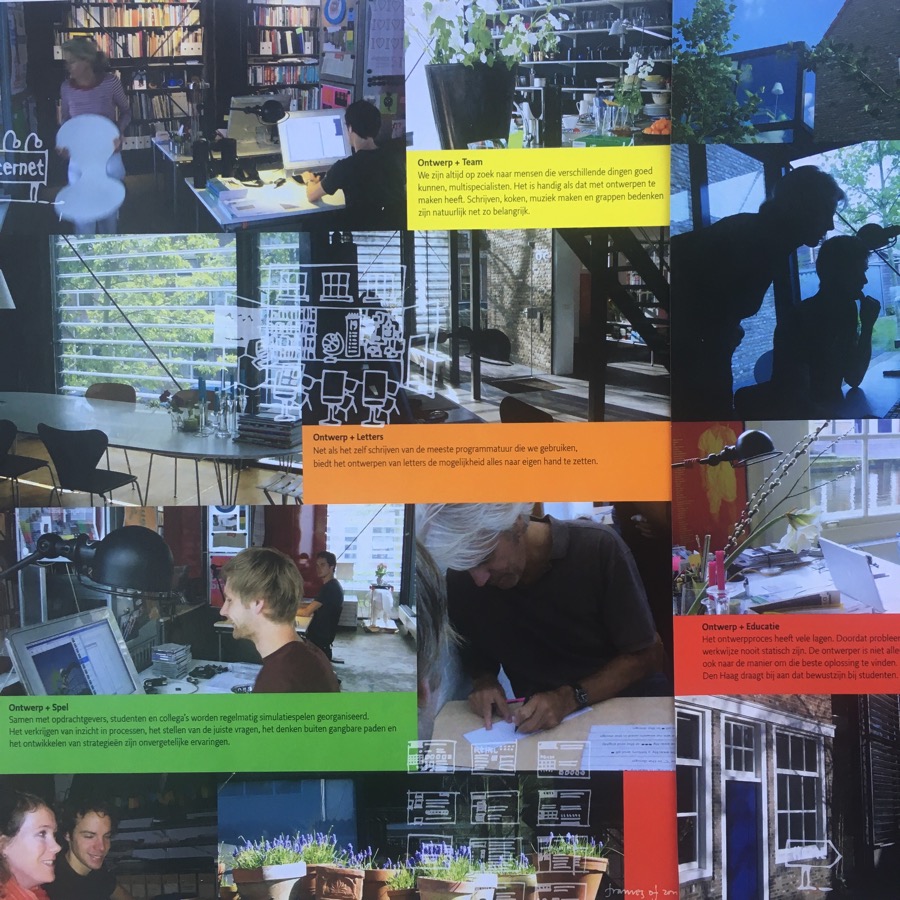 ternet
Ontwerp + Team
We zijn altijd op zoek naar mensen die verschillende dingen goed
kunnen, multispecialisten. Het is handig als dat met ontwerpen te
maken heeft. Schrijven, koken, muziek maken en grappen bedenken
zijn natuurlijk net zo belangrijk.
Ontwerp + Letters
Net als het zelf schrijven van de meeste programmatuur die we gebruiken,
biedt het ontwerpen van letters de mogelijkheid alles naar eigen hand te zetten.
Ontwerp + Educatie
Het ontwerpproces heeft vele lagen. Doordat problee
werkwijze nooit statisch zijn. De ontwerper is niet alle
ook naar de manier om die beste oplossing te vinden.
Den Haag draagt bij aan dat bewustzijn bij studenten.
Ontwerp + Spel
Samen met opdrachtgevers, studenten en collega's worden regelmatig simulatiespelen georganiseerd.
Het verkrijgen van inzicht in processen, het stellen van de juiste vragen, het denken buiten gangbare paden en
het ontwikkelen van strategieën zijn onvergetelijke ervaringen.
frames of